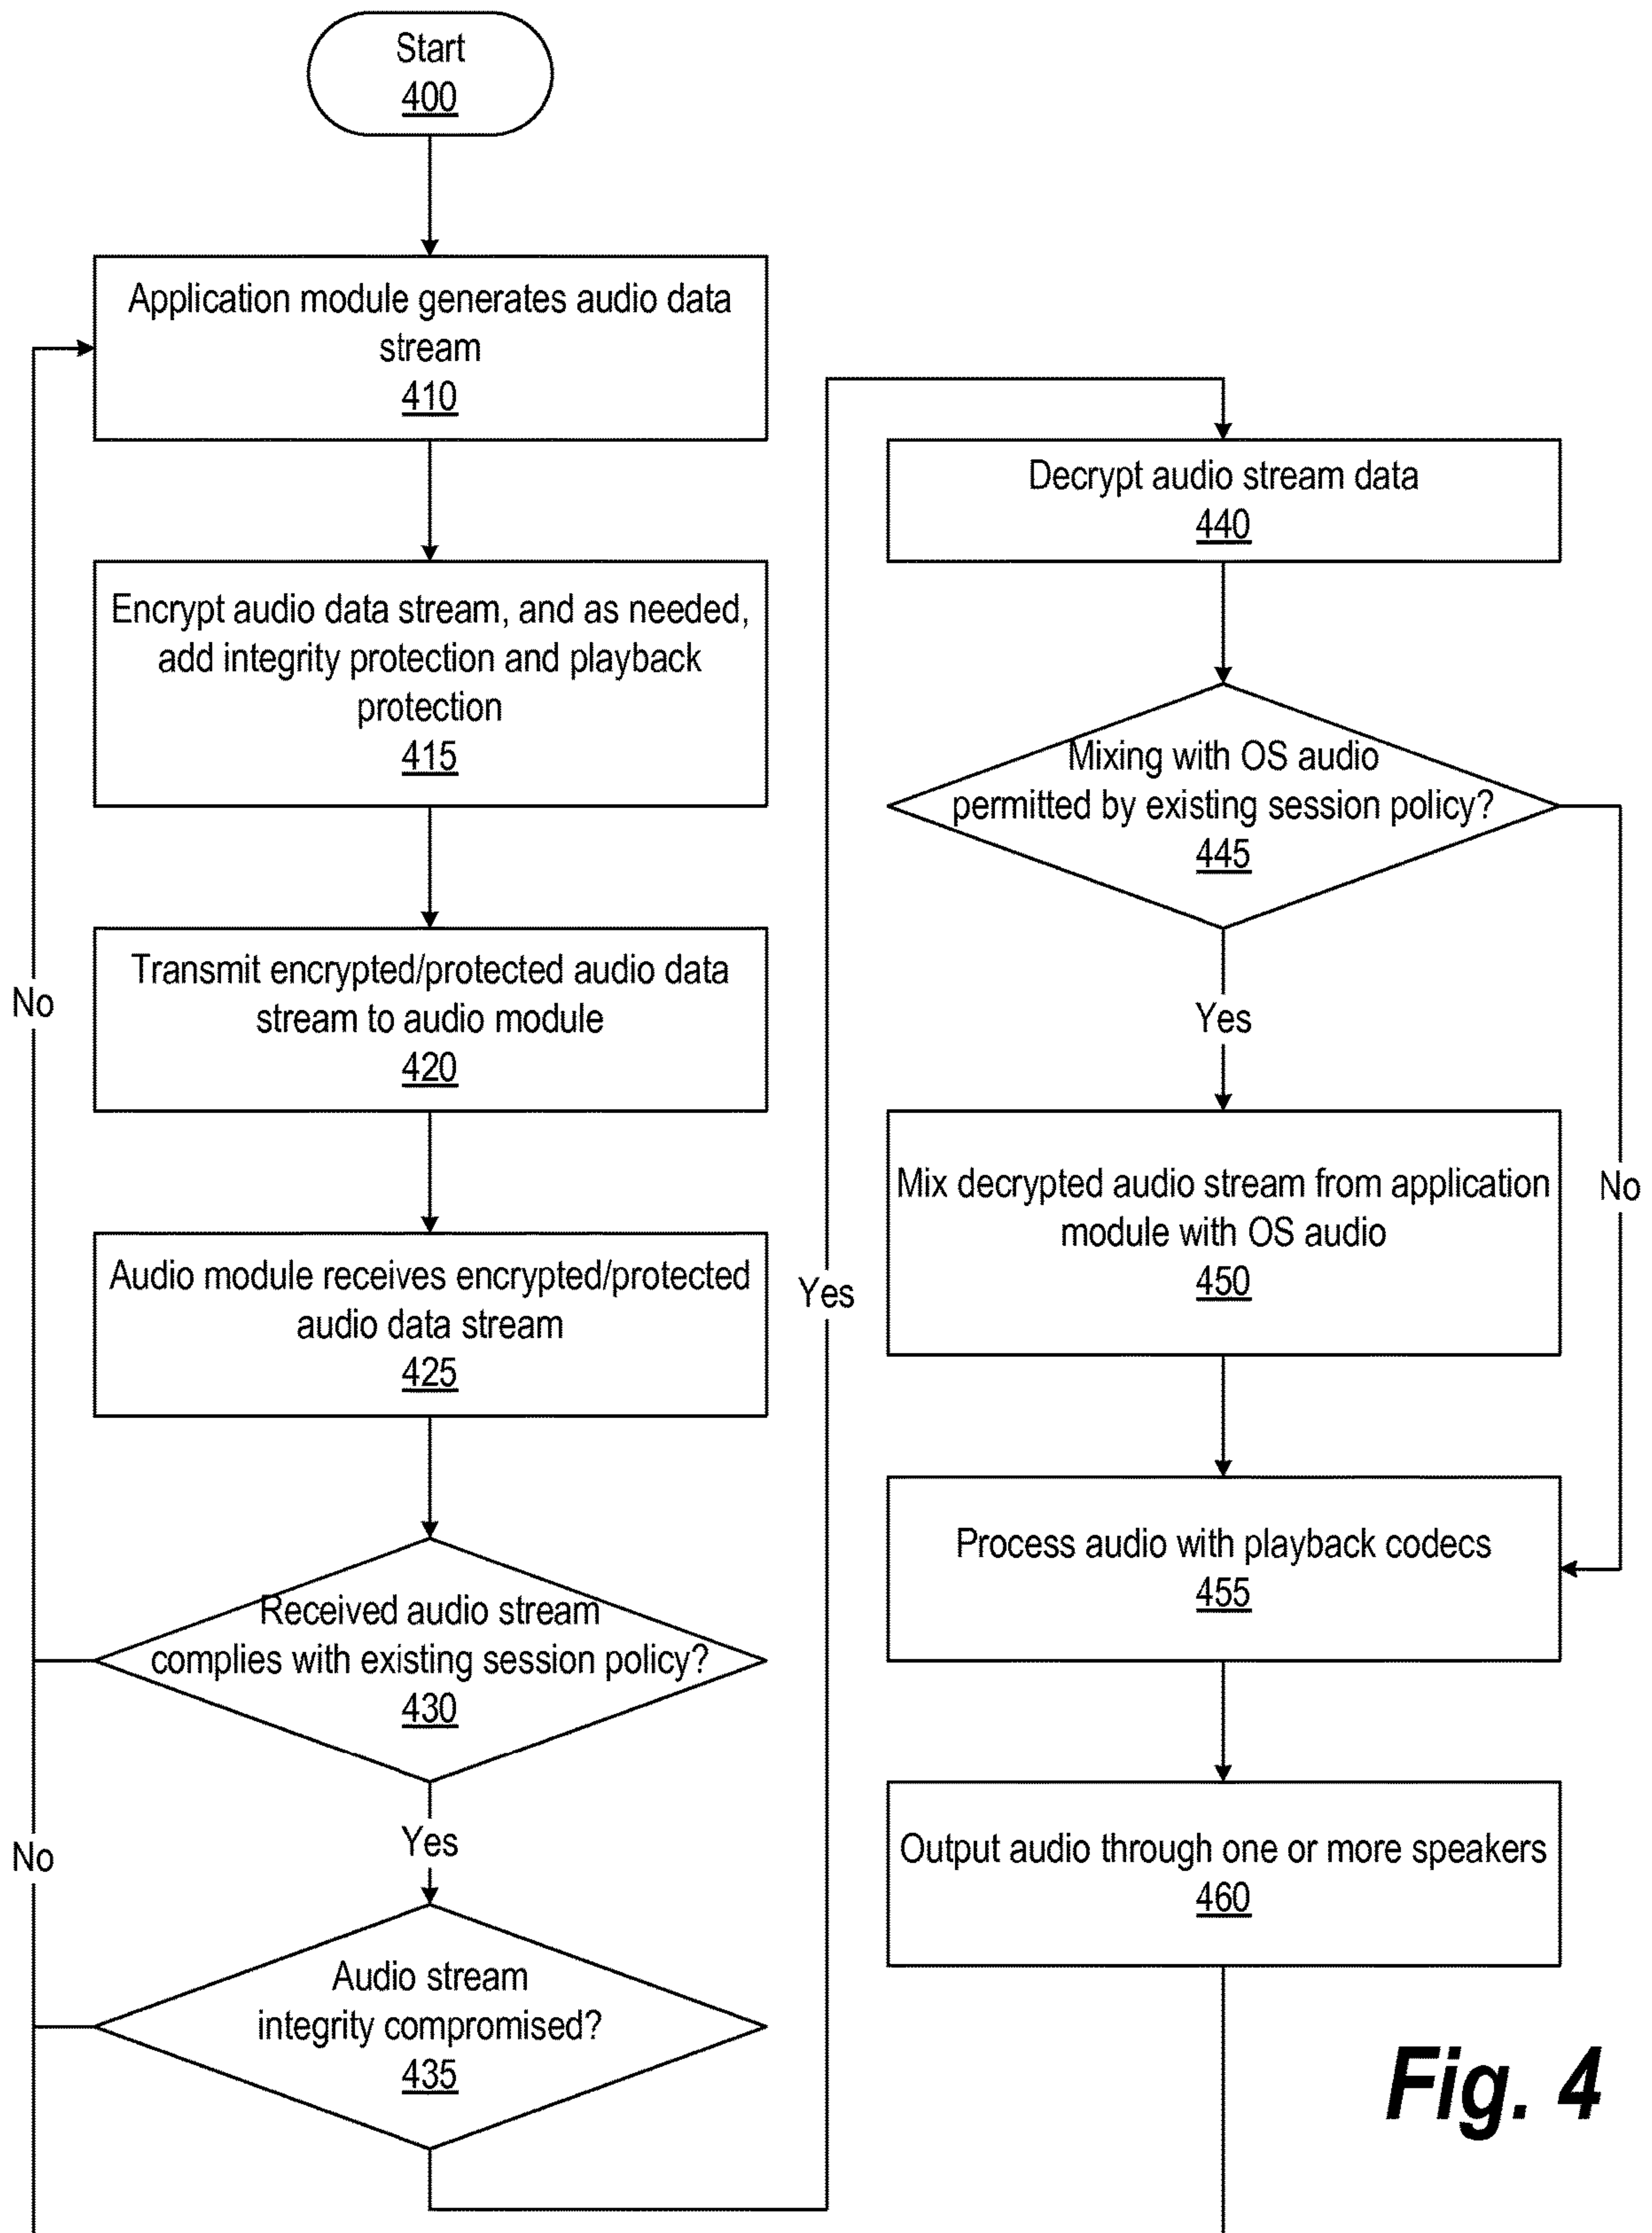 Start
400
Application module generates audio data
stream
410
Encrypt audio data stream, and as needed,
add integrity protection and playback
protection
415
Transmit encrypted/protected audio data
stream to audio module
420
Audio module receives encrypted/protected
audio data stream
425
Received audio stream
complies with existing session policy?
430
No
Yes
Audio stream
integrity compromised?
435
No
Yes
Decrypt audio stream data
440
Mixing with OS audio
permitted by existing session policy?
445
Yes
No
Mix decrypted audio stream from application
module with OS audio
450
Process audio with playback codecs
455
Output audio through one or more speakers
460
Fig. 4